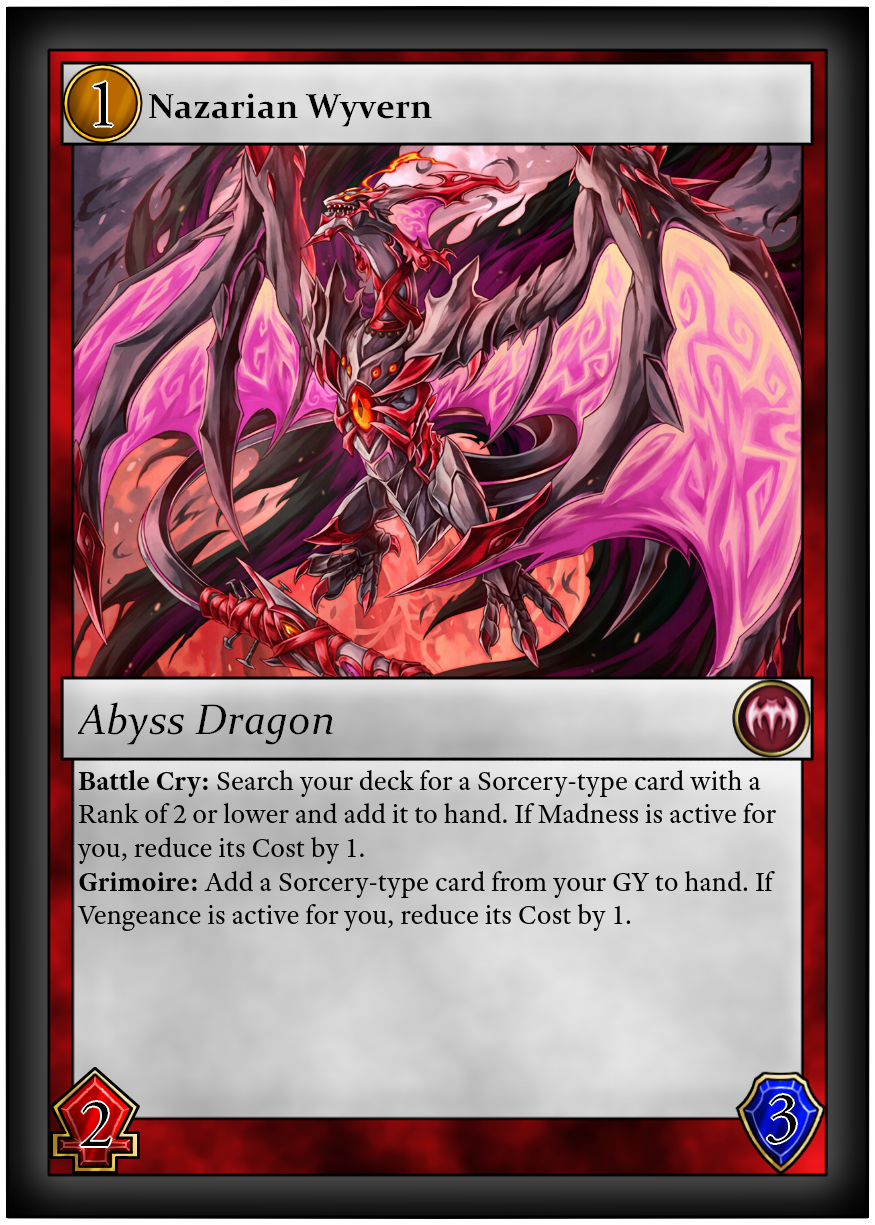 1
Nazarian Wyvern
Abyss Dragon
Battle Cry: Search your deck for a Sorcery-type card with a
Rank of 2 or lower and add it to hand. If Madness is active for
you, reduce its Cost by 1.
Grimoire: Add a Sorcery-type card from your GY to hand. If
Vengeance is active for you, reduce its Cost by 1.
2
3